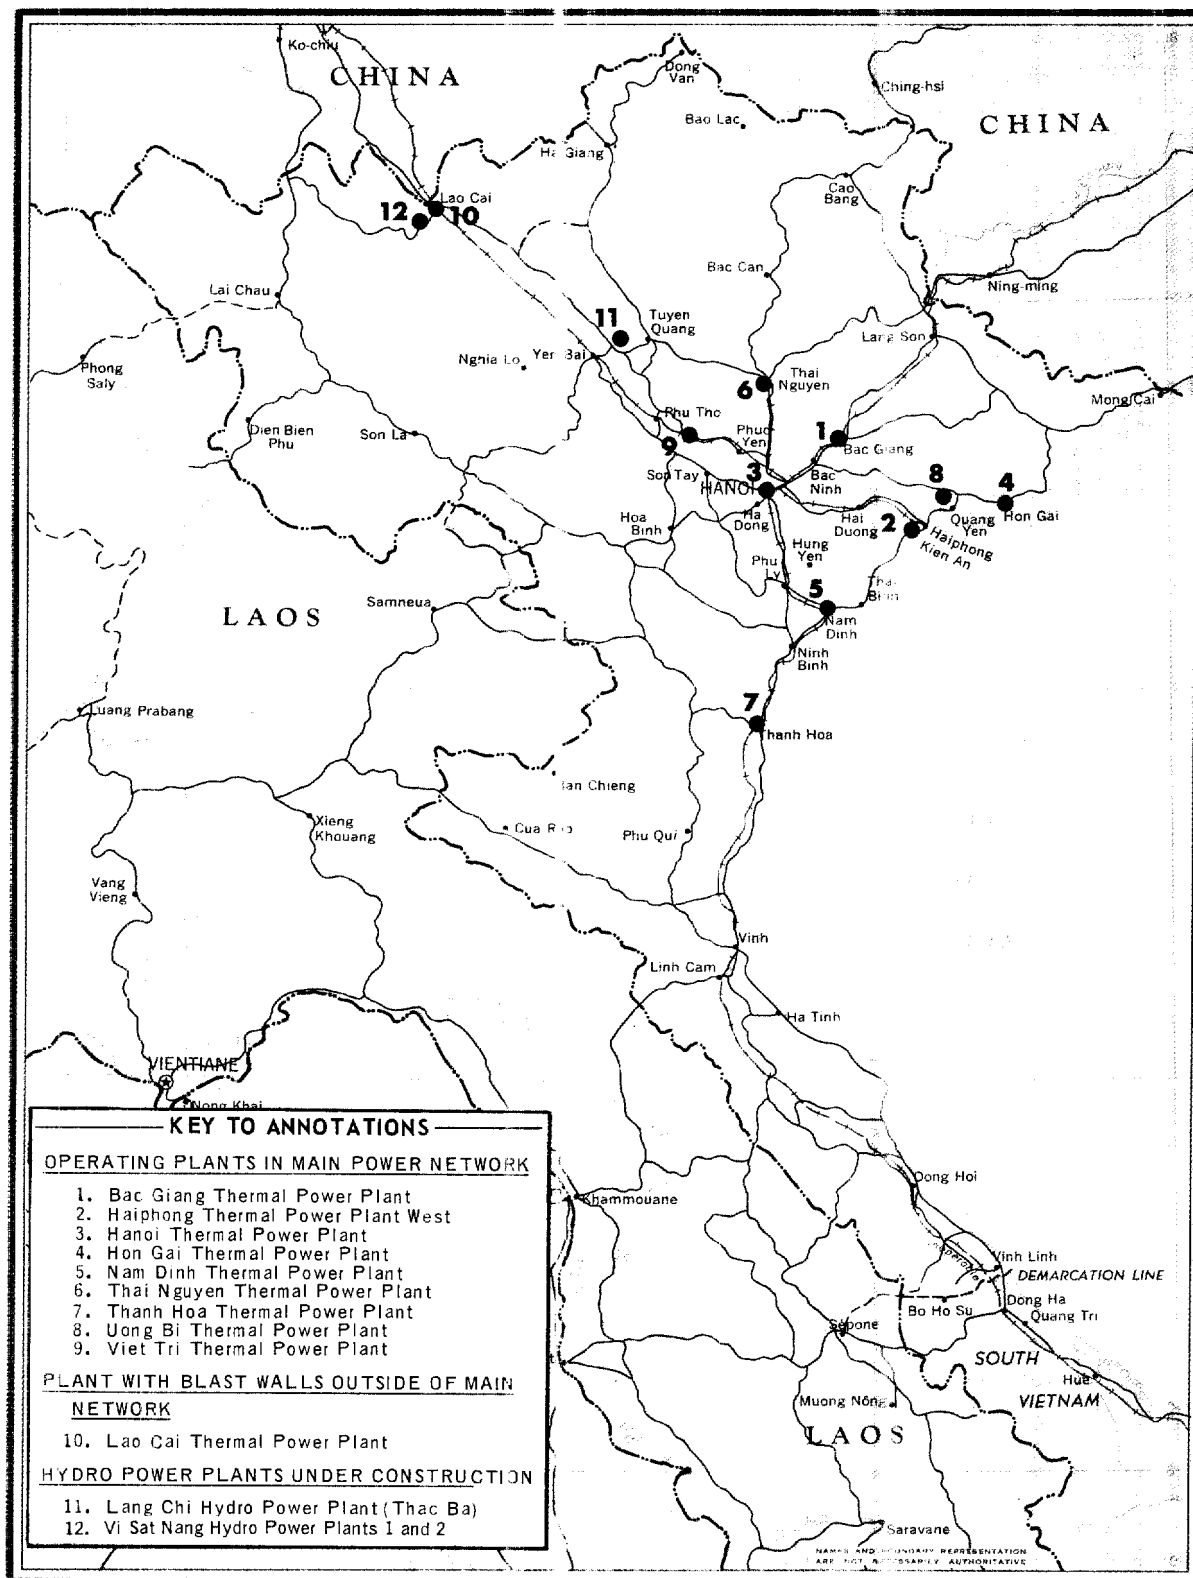 Ko-chiu
CHINA
Dong
Van
Ching-hsi
Bao Lac
CHINA
Ha Giang
Cao
Bang
Lao Cai
12
10
Bac Can
Ning-ming
Lai Chau
11
Tuyen
Quang
Lang Son
Nghia Lo
Yen Bai
Phong
Saly
6
Thai
Nguyen
Mong Cai
Phu Tho
Dien Bien
Phu
Son La
Phuc
Yen
1
Bac Giang
9
Son Tay
3
HANOI
Bac
Ninh
8
4
Hoa
Binh
Ha
Dong
Hai
Duong
2
Quang
Yen
Hon Gai
Haiphong
Kien An
Hung
Yen
Phu
Ly
5
Samneua
Nam
Dinh
LAOS
Ninh
Binh
Luang Prabang
7
Thanh Hoa
Xieng
Khouang
Phu Qui
Vang
Vieng
Vinh
Linh Cam
Ha Tinh
VIENTIANE
Nong Khai
Dong Hoi
Khammouane
Vinh Linh
DEMARCATION LINE
Bo Ho Su
Dong Ha
Quang Tri
Sepone
SOUTH
VIETNAM
Hue
Muong Nông
LAOS
Saravane
NAMES AND BOUNDARY REPRESENTATION
ARE NOT NECESSARILY AUTHORITATIVE
KEY TO ANNOTATIONS
OPERATING PLANTS IN MAIN POWER NETWORK
1. Bac Giang Thermal Power Plant
2. Haiphong Thermal Power Plant West
3. Hanoi Thermal Power Plant
4. Hon Gai Thermal Power Plant
5. Nam Dinh Thermal Power Plant
6. Thai Nguyen Thermal Power Plant
7. Thanh Hoa Thermal Power Plant
8. Uong Bi Thermal Power Plant
9. Viet Tri Thermal Power Plant
PLANT WITH BLAST WALLS OUTSIDE OF MAIN
NETWORK
10. Lao Cai Thermal Power Plant
HYDRO POWER PLANTS UNDER CONSTRUCTION
11. Lang Chi Hydro Power Plant (Thac Ba)
12. Vi Sat Nang Hydro Power Plants 1 and 2